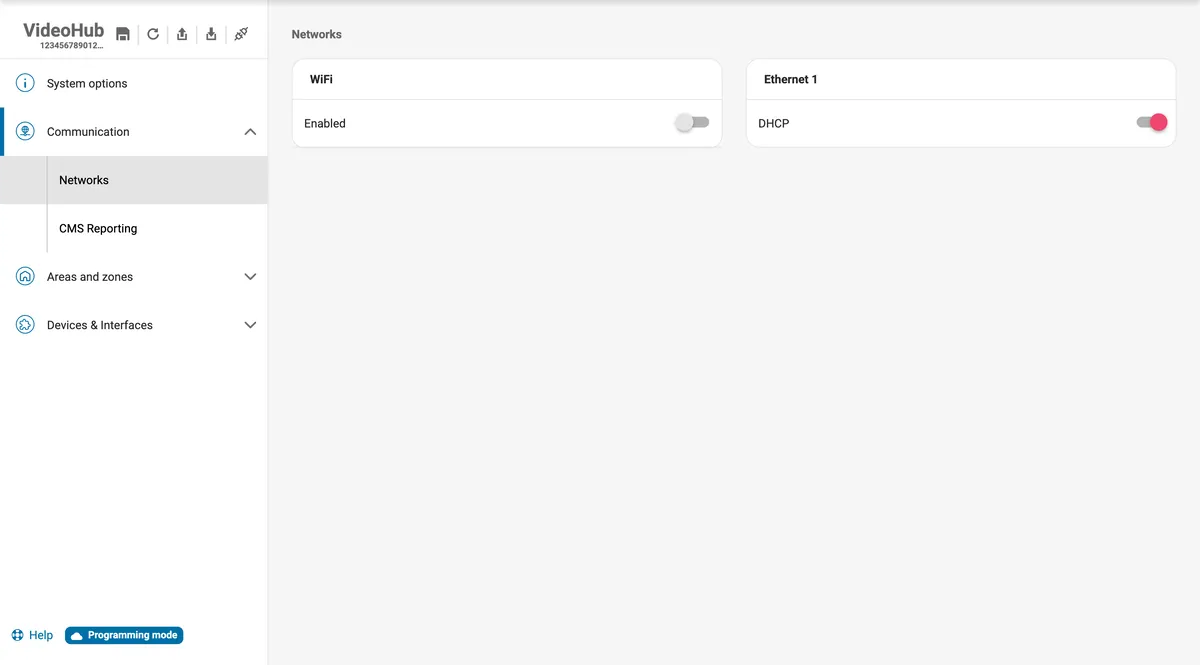 VideoHub
123456789012...
System options
Communication
Networks
CMS Reporting
Areas and zones
Devices & Interfaces
Help
Programming mode
Networks
WiFi
Enabled
Ethernet 1
DHCP